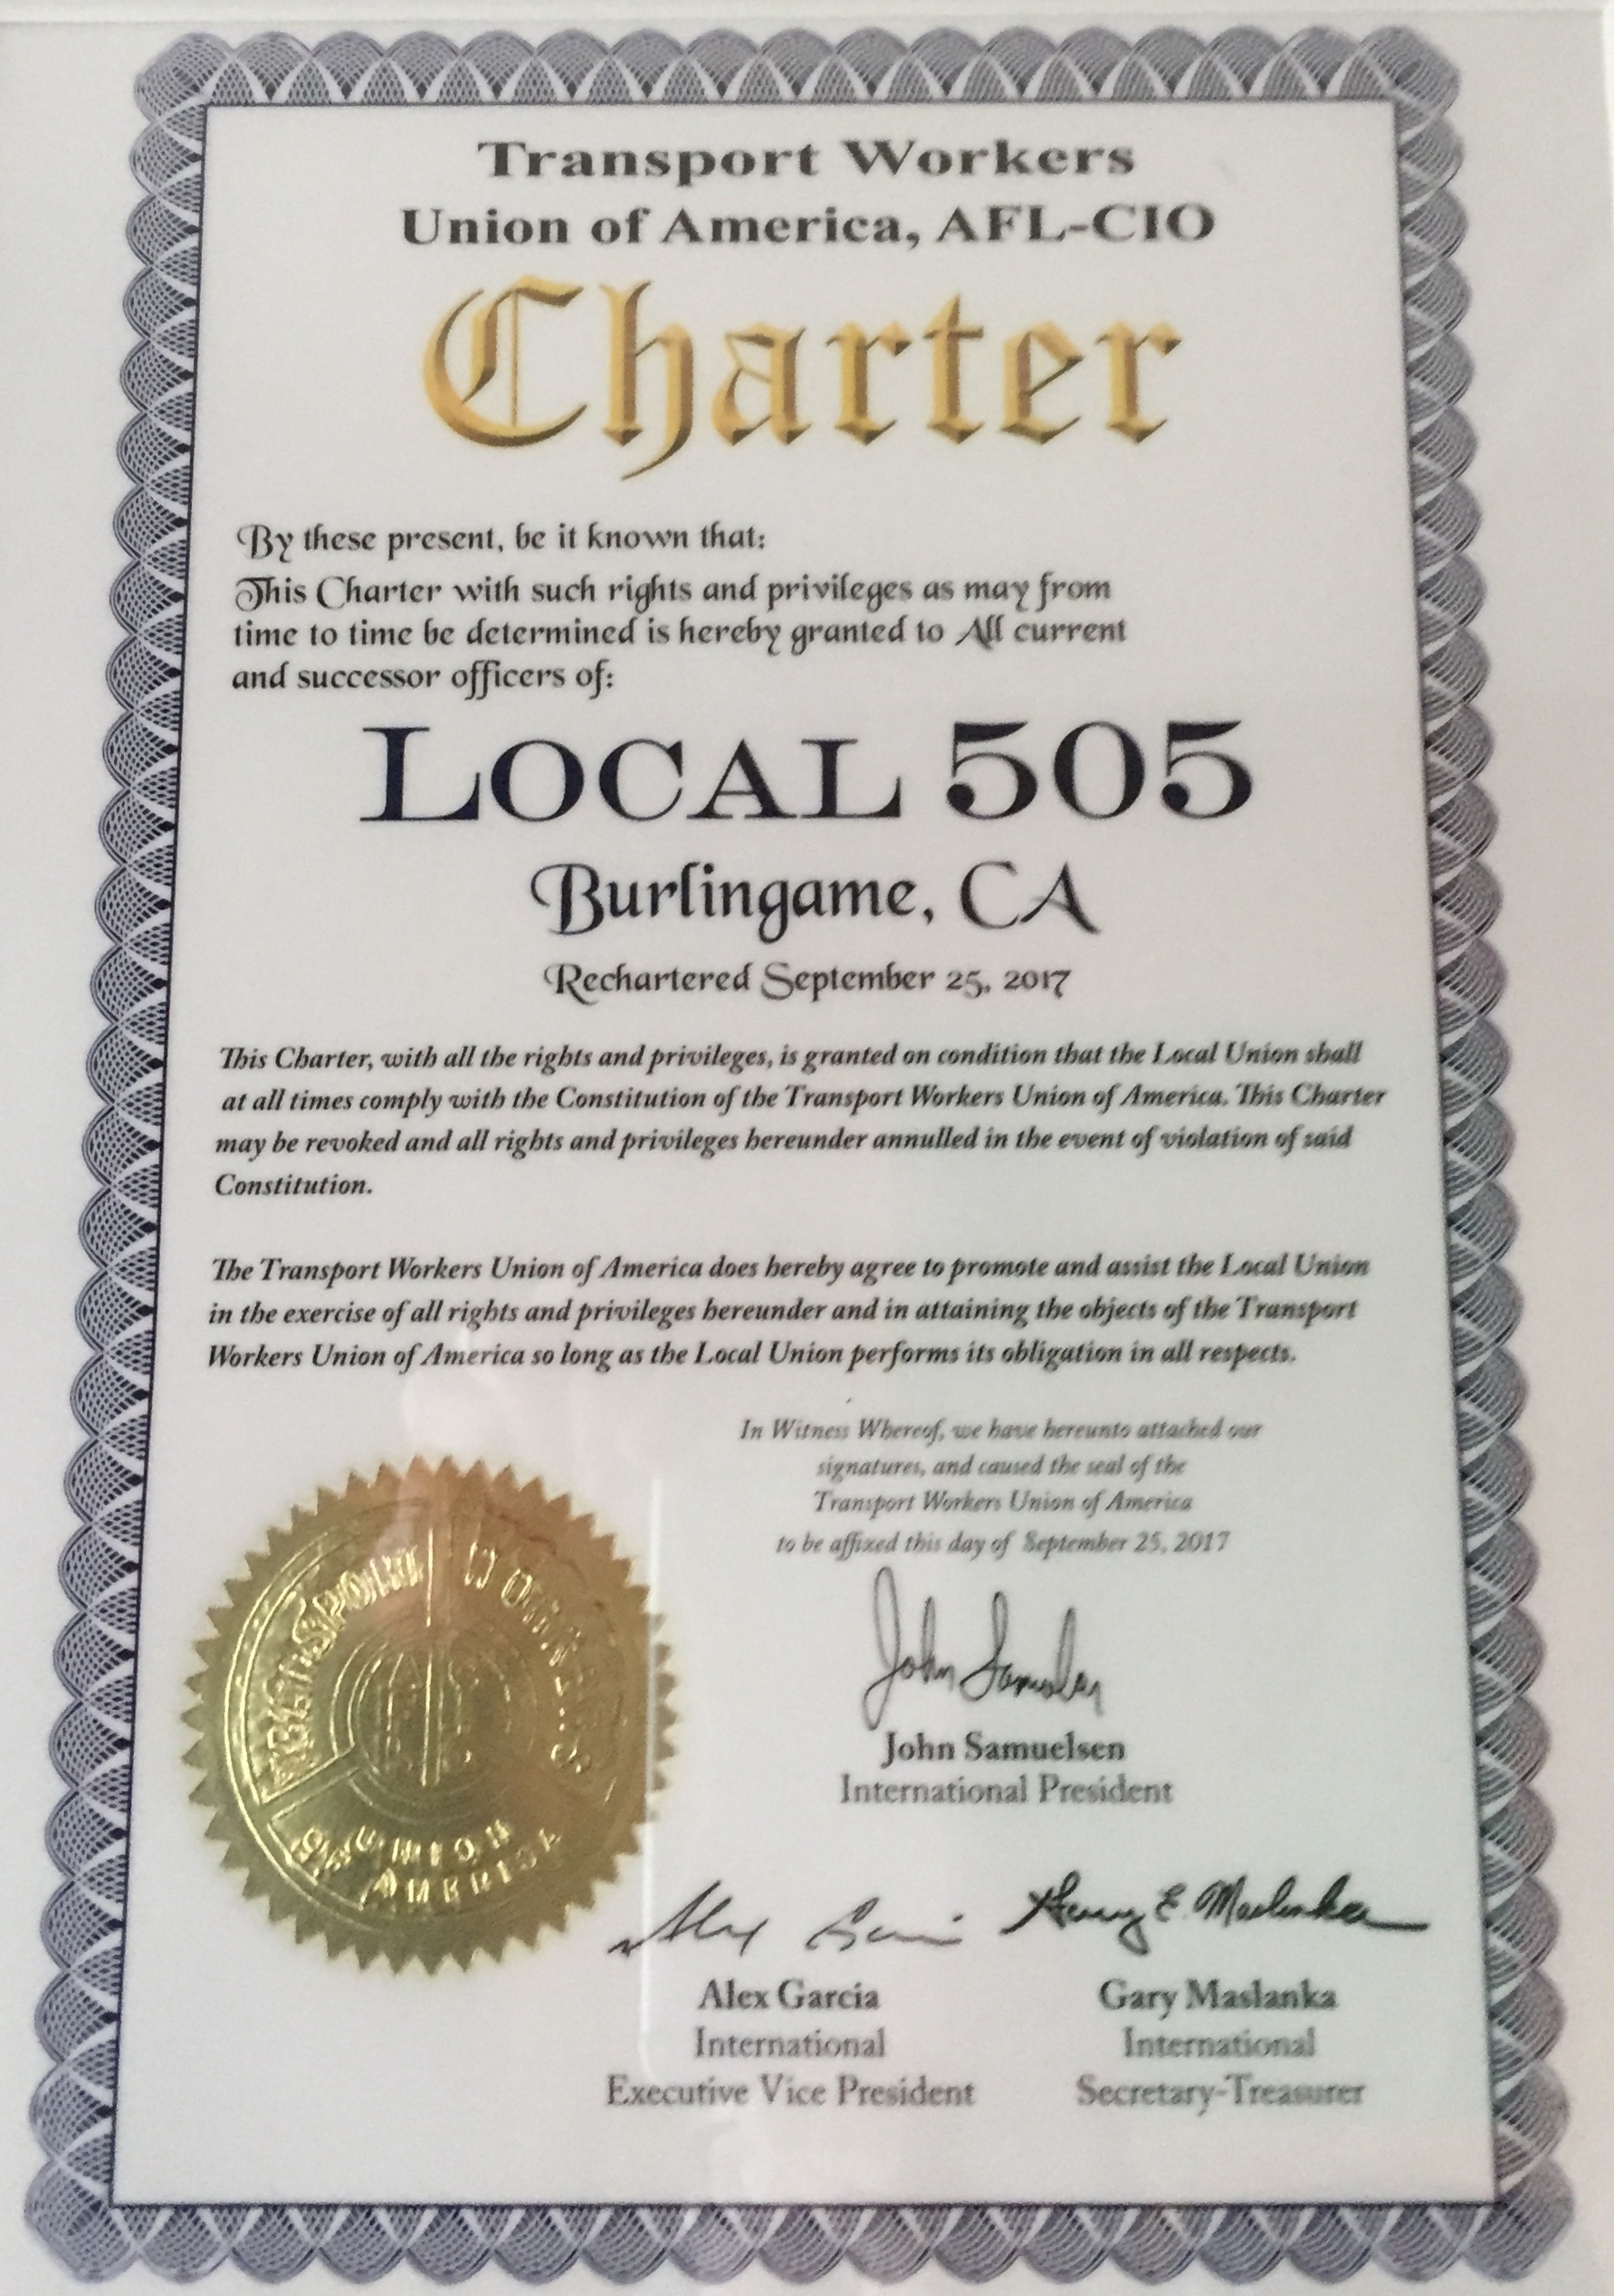 Transport Workers
Union of America, AFL-CIO
Charter
By these present, be it known that:
This Charter with such rights and privileges as may from
time to time be determined is hereby granted to All current
and successor officers of:
LOCAL 505
Burlingame, CA
Rechartered September 25, 2017
This Charter, with all the rights and privileges, is granted on condition that the Local Union shall
at all times comply with the Constitution of the Transport Workers Union of America. This Charter
may be revoked and all rights and privileges hereunder annulled in the event of violation of said
Constitution.
The Transport Workers Union of America does hereby agree to promote and assist the Local Union
in the exercise of all rights and privileges hereunder and in attaining the objects of the Transport
Workers Union of America so long as the Local Union performs its obligation in all respects.
In Witness Whereof, we have hereunto attached our
signatures, and caused the seal of the
Transport Workers Union of America
to be affixed this day of September 25, 2017
TRANSPORT WORKERS
UNION
AMERICA
John Samuelsen
John Samuelsen
International President
Alex Garcia
Gary E. Maslanka
Alex Garcia
International
Executive Vice President
Gary Maslanka
International
Secretary-Treasurer